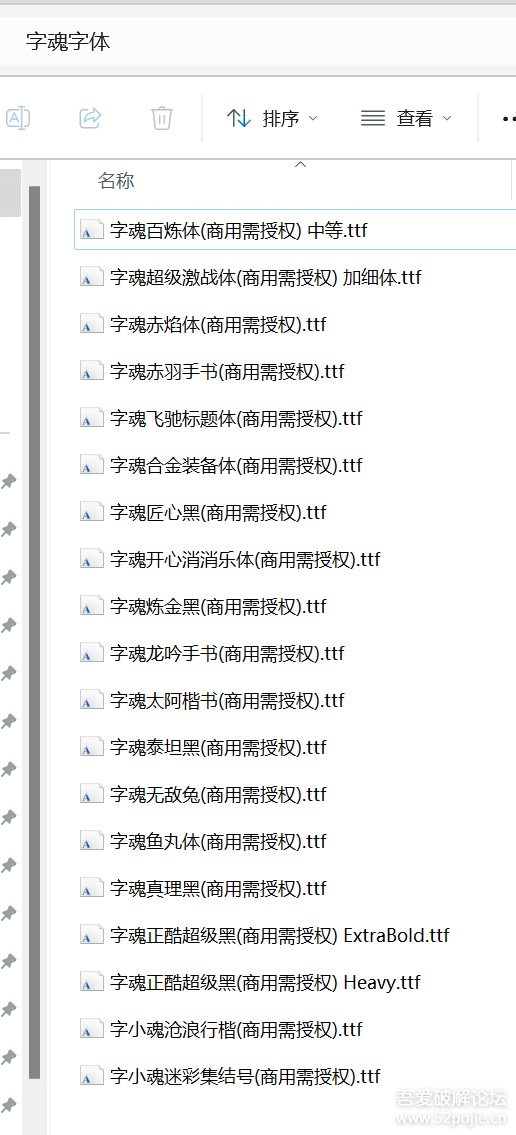 字魂字体
排序
查看
名称
字魂百炼体(商用需授权) 中等.ttf
字魂超级激战体(商用需授权) 加细体.ttf
字魂赤焰体(商用需授权).ttf
字魂赤羽手书(商用需授权).ttf
字魂飞驰标题体(商用需授权).ttf
字魂合金装备体(商用需授权).ttf
字魂匠心黑(商用需授权).ttf
字魂开心消消乐体(商用需授权).ttf
字魂炼金黑(商用需授权).ttf
字魂龙吟手书(商用需授权).ttf
字魂太阿楷书(商用需授权).ttf
字魂泰坦黑(商用需授权).ttf
字魂无敌兔(商用需授权).ttf
字魂鱼丸体(商用需授权).ttf
字魂真理黑(商用需授权).ttf
字魂正酷超级黑(商用需授权) ExtraBold.ttf
字魂正酷超级黑(商用需授权) Heavy.ttf
字小魂沧浪行楷(商用需授权).ttf
字小魂迷彩集结号(商用需授权).ttf
吾爱破解论坛
www.52pojie.cn